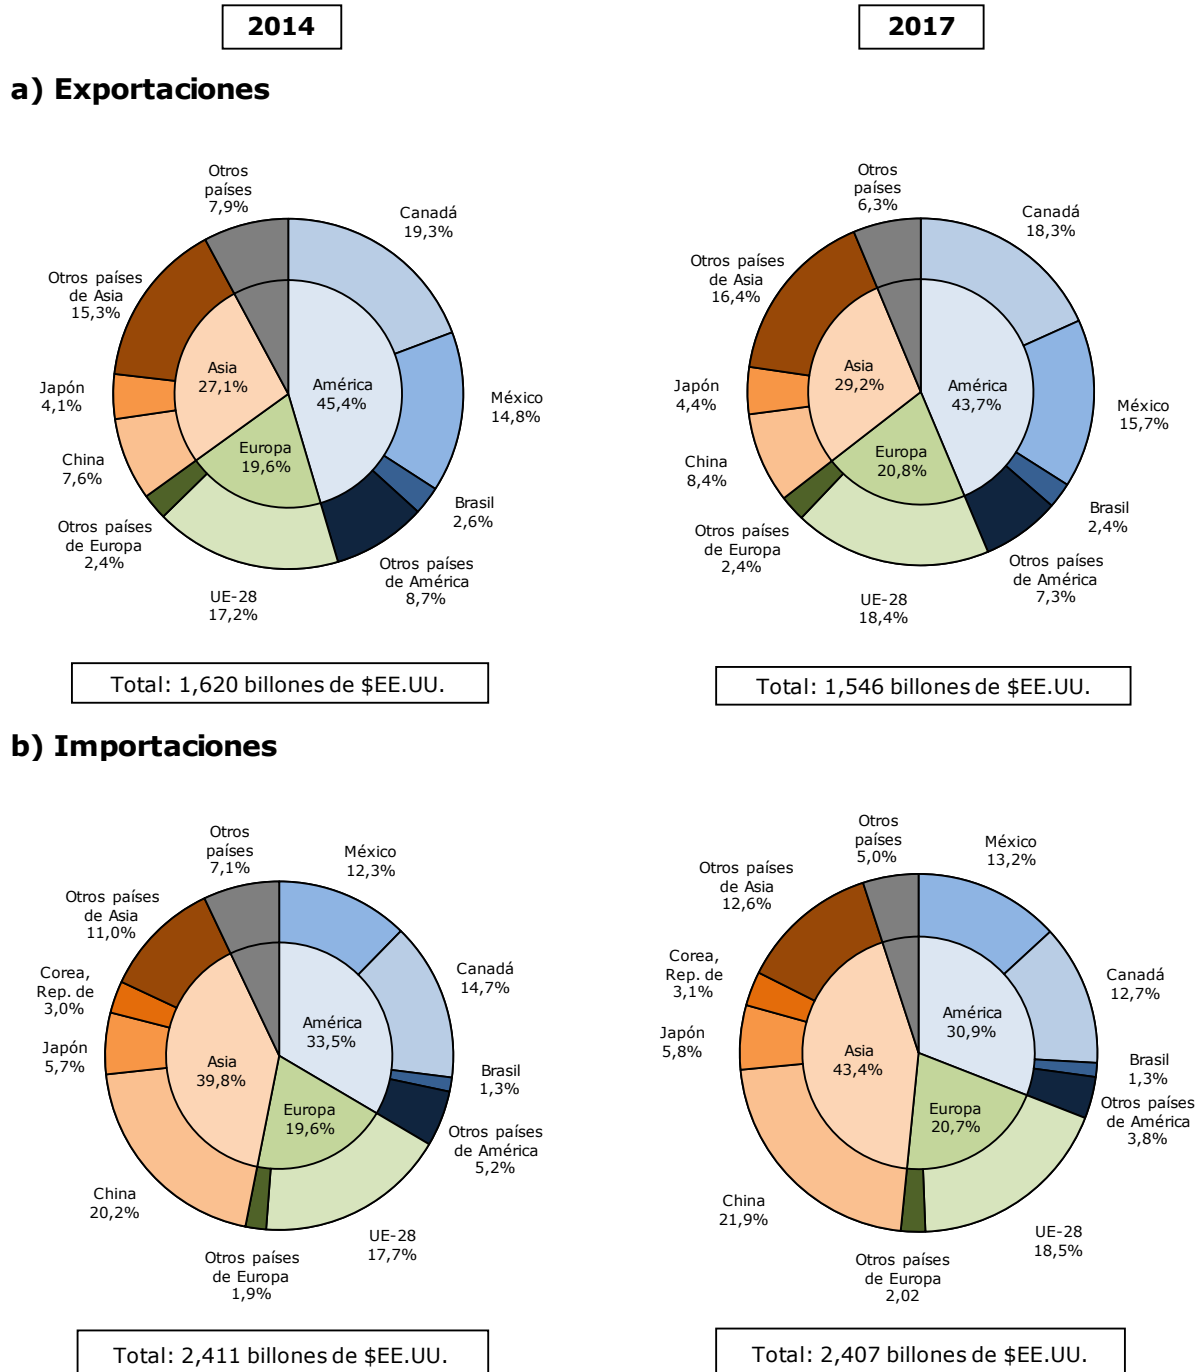 2014
2017
a) Exportaciones
Otros
países
7,9%
Canadá
19,3%
Otros países
de Asia
15,3%
Asia
27,1%
América
45,4%
Japón
4,1%
México
14,8%
Europa
19,6%
China
7,6%
Brasil
2,6%
Otros países
de Europa
2,4%
Otros países
de América
8,7%
UE-28
17,2%
Total: 1,620 billones de $EE.UU.
Otros
países
6,3%
Canadá
18,3%
Otros países
de Asia
16,4%
Asia
29,2%
América
43,7%
Japón
4,4%
México
15,7%
Europa
20,8%
China
8,4%
Brasil
2,4%
Otros países
de Europa
2,4%
Otros países
de América
7,3%
UE-28
18,4%
Total: 1,546 billones de $EE.UU.
b) Importaciones
Otros
países
7,1%
México
12,3%
Otros países
de Asia
11,0%
Canadá
14,7%
Corea,
Rep. de
3,0%
América
33,5%
Japón
5,7%
Asia
39,8%
Brasil
1,3%
Europa
19,6%
Otros países
de América
5,2%
China
20,2%
UE-28
17,7%
Otros países
de Europa
1,9%
Total: 2,411 billones de $EE.UU.
Otros
países
5,0%
México
13,2%
Otros países
de Asia
12,6%
Corea,
Rep. de
3,1%
Canadá
12,7%
América
30,9%
Japón
5,8%
Asia
43,4%
Brasil
1,3%
Europa
20,7%
Otros países
de América
3,8%
China
21,9%
UE-28
18,5%
Otros países
de Europa
2,02
Total: 2,407 billones de $EE.UU.